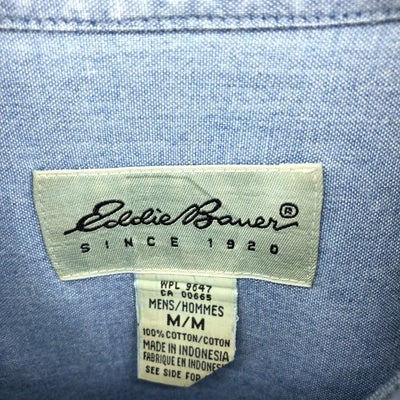 Eddie Bauer®
SINCE 1920
WPL 9647
CA 00665
MENS/HOMMES
M/M
100% COTTON/COTON
MADE IN INDONESIA
FABRIQUE EN INDONESIE
SEE SIDE FOR